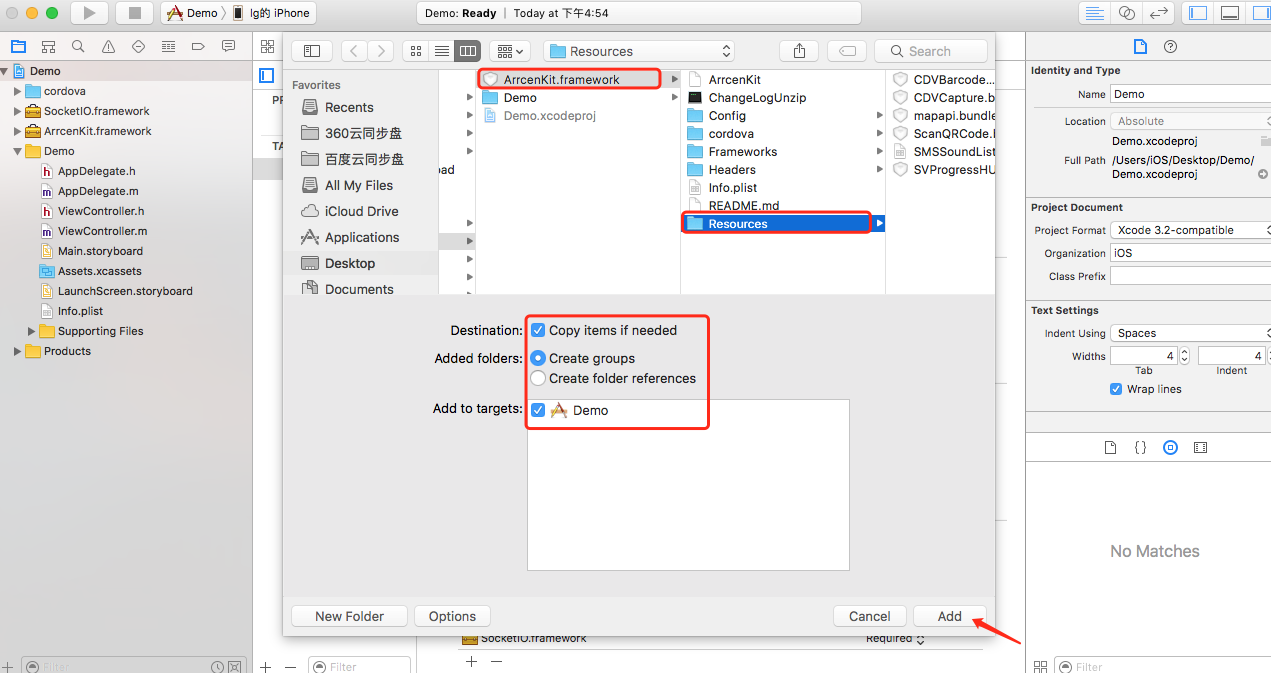 Demo
lg的 iPhone
Demo: Ready
Today at 下午4:54
Demo
cordova
SocketIO.framework
ArrcenKit.framework
Demo
AppDelegate.h
AppDelegate.m
ViewController.h
ViewController.m
Main.storyboard
Assets.xcassets
LaunchScreen.storyboard
Info.plist
Supporting Files
Products
Filter
PR
TA
Filter
Resources
Search
Favorites
Recents
360云同步盘
百度云同步盘
All My Files
iCloud Drive
Applications
Desktop
Documents
oad
ArrcenKit.framework
Demo
Demo.xcodeproj
ArrcenKit
ChangeLogUnzip
Config
cordova
Frameworks
Headers
Info.plist
README.md
Resources
CDVBarcode...
CDVCapture.b
mapapi.bundle
ScanQRCode.
SMSSoundList
SVProgressHU
Destination:
Copy items if needed
Added folders:
Create groups
Create folder references
Add to targets:
Demo
New Folder
Options
Cancel
Add
SocketIO.framework
Required
Identity and Type
Name
Demo
Location
Absolute
Demo.xcodeproj
Full Path
/Users/iOS/Desktop/Demo/
Demo.xcodeproj
Project Document
Project Format
Xcode 3.2-compatible
Organization
iOS
Class Prefix
Text Settings
Indent Using
Spaces
Widths
4
4
Tab
Indent
Wrap lines
{}
No Matches
Filter